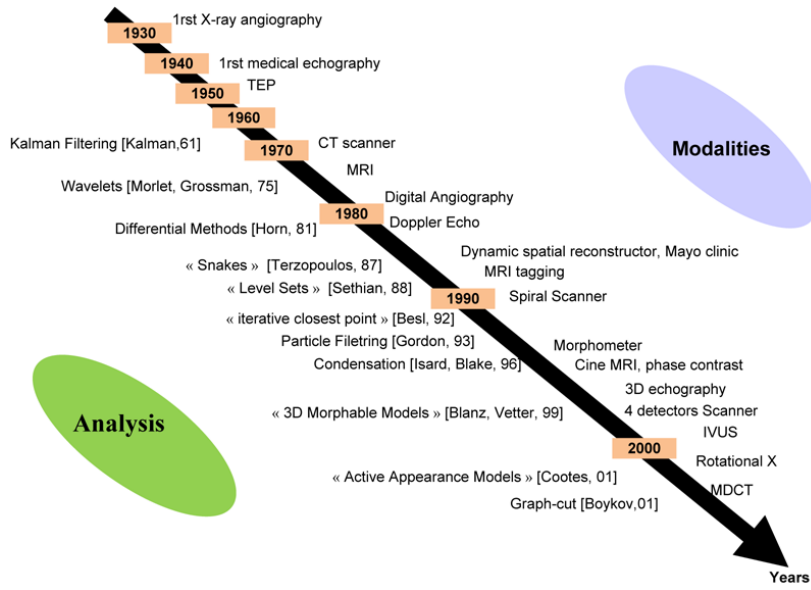 1930
1rst X-ray angiography
1940
1rst medical echography
1950
TEP
1960
Kalman Filtering [Kalman,61]
1970
CT scanner
MRI
Modalities
Wavelets [Morlet, Grossman, 75]
Digital Angiography
1980
Doppler Echo
Differential Methods [Horn, 81]
Dynamic spatial reconstructor, Mayo clinic
« Snakes » [Terzopoulos, 87]
MRI tagging
« Level Sets » [Sethian, 88]
1990
Spiral Scanner
« iterative closest point » [Besl, 92]
Particle Filetring [Gordon, 93]
Morphometer
Condensation [Isard, Blake, 96]
Cine MRI, phase contrast
3D echography
Analysis
« 3D Morphable Models » [Blanz, Vetter, 99]
4 detectors Scanner
IVUS
2000
Rotational X
« Active Appearance Models » [Cootes, 01]
MDCT
Graph-cut [Boykov,01]
Years